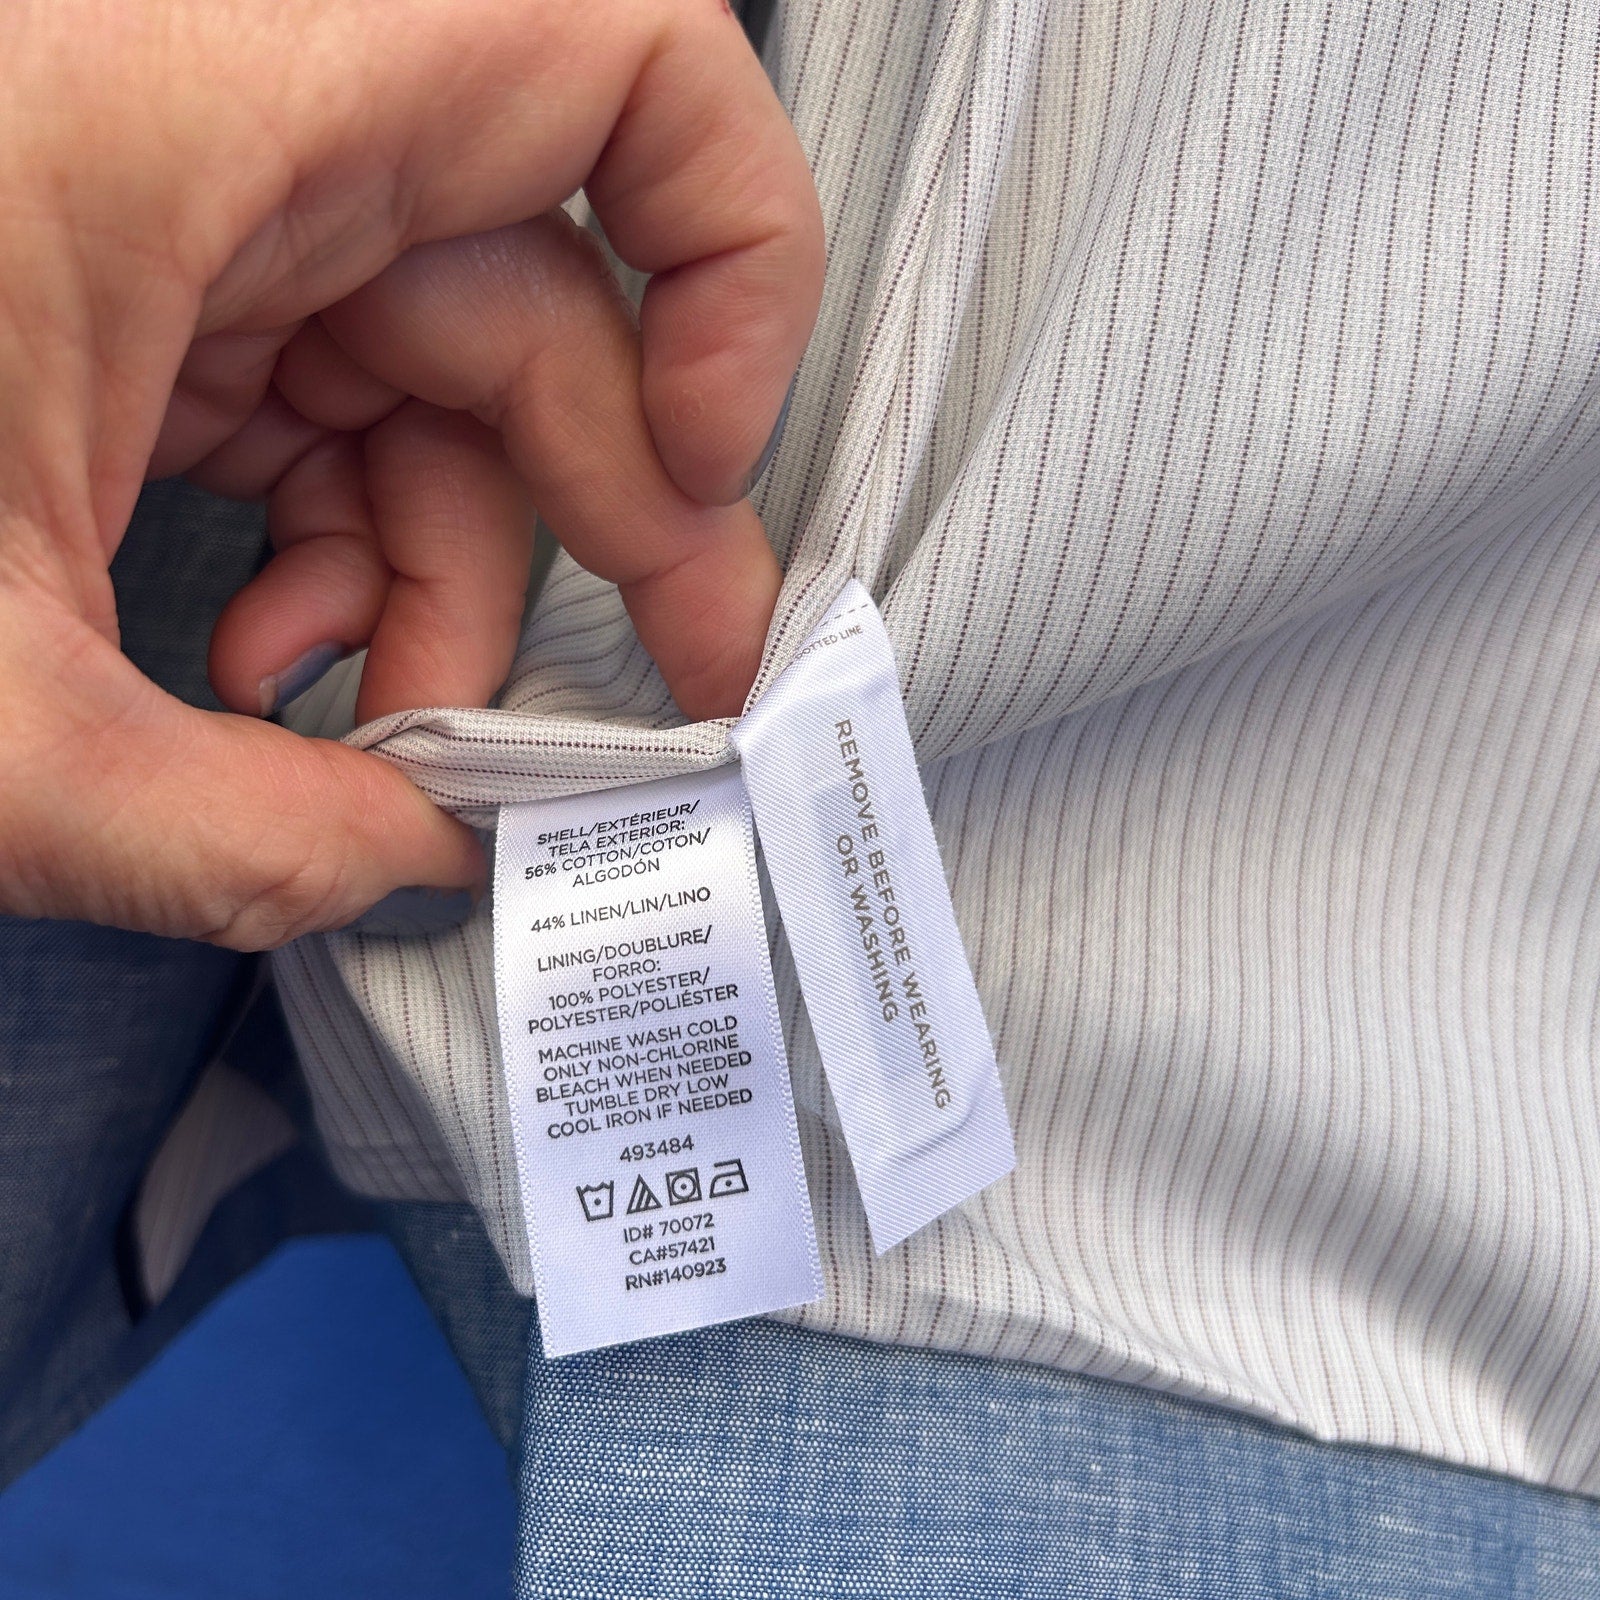 SHELL/EXTÉRIEUR/
TELA EXTERIOR:
56% COTTON/COTON/
ALGODÓN
44% LINEN/LIN/LINO
LINING/DOUBLURE/
FORRO:
100% POLYESTER/
POLYESTER/POLIÉSTER
MACHINE WASH COLD
ONLY NON-CHLORINE
BLEACH WHEN NEEDED
TUMBLE DRY LOW
COOL IRON IF NEEDED
493484
ID# 70072
CA#57421
RN#140923
LINE
REMOVE BEFORE WEARING
OR WASHING